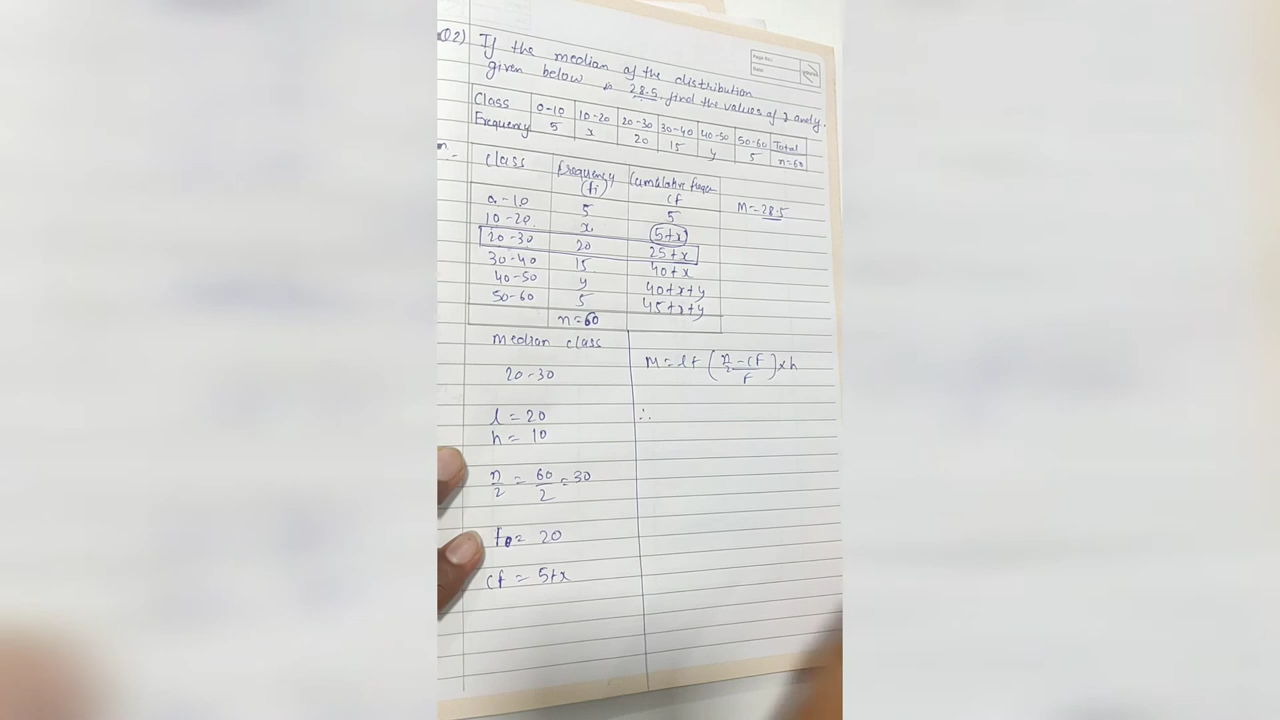 Q2) If the median of the distribution
given below is 28.5 find the values of x and y.
Page No.:
Date:
Class 0-10 10-20 20-30 30-40 40-50 50-60 Total
Frequency 5 x 20 15 y 5 n=60
Class frequency (fi) Cumulative freque cf
0-10 5 5
M=28.5
10-20 x 5+x
20-30 20 25+x
30-40 15 40+x
40-50 y 40+x+y
50-60 5 45+x+y
n=60
Median class
M=l+(n/2-cf/f)×h
20-30
l=20
∴
h=10
n/2=60/2=30
f=20
cf=5+x